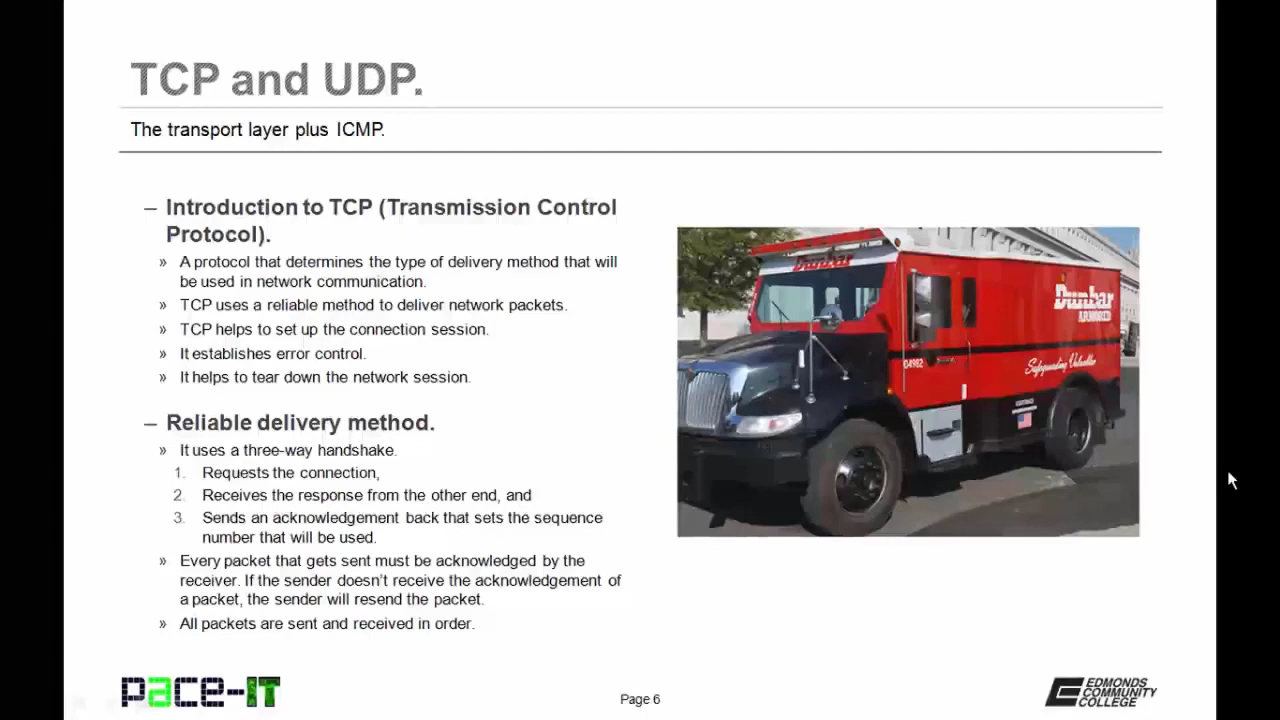 TCP and UDP.
The transport layer plus ICMP.
– Introduction to TCP (Transmission Control
Protocol).
» A protocol that determines the type of delivery method that will
be used in network communication.
» TCP uses a reliable method to deliver network packets.
» TCP helps to set up the connection session.
» It establishes error control.
» It helps to tear down the network session.
– Reliable delivery method.
» It uses a three-way handshake.
1. Requests the connection,
2. Receives the response from the other end, and
3. Sends an acknowledgement back that sets the sequence
number that will be used.
» Every packet that gets sent must be acknowledged by the
receiver. If the sender doesn't receive the acknowledgement of
a packet, the sender will resend the packet.
» All packets are sent and received in order.
Dunbar
Dunbar
ARMORED
Safeguarding Valuables
04982
pace-IT
Page 6
EDMONDS
COMMUNITY
COLLEGE